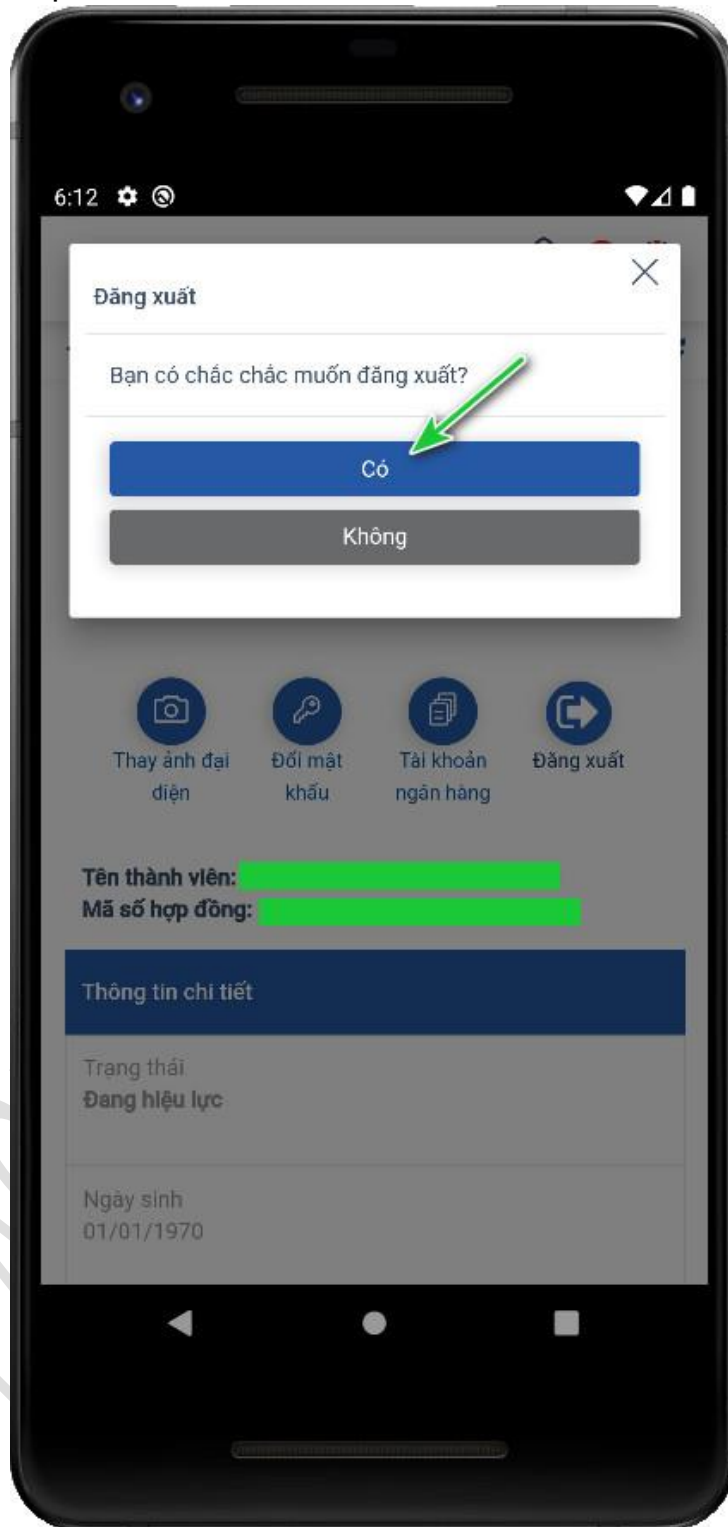 6:12
Đăng xuất
Bạn có chắc chắc muốn đăng xuất?
Có
Không
Thay ảnh đại
diện
Đổi mật
khẩu
Tài khoản
ngân hàng
Đăng xuất
Tên thành viên:
Mã số hợp đồng:
Thông tin chi tiết
Trạng thái
Đang hiệu lực
Ngày sinh
01/01/1970